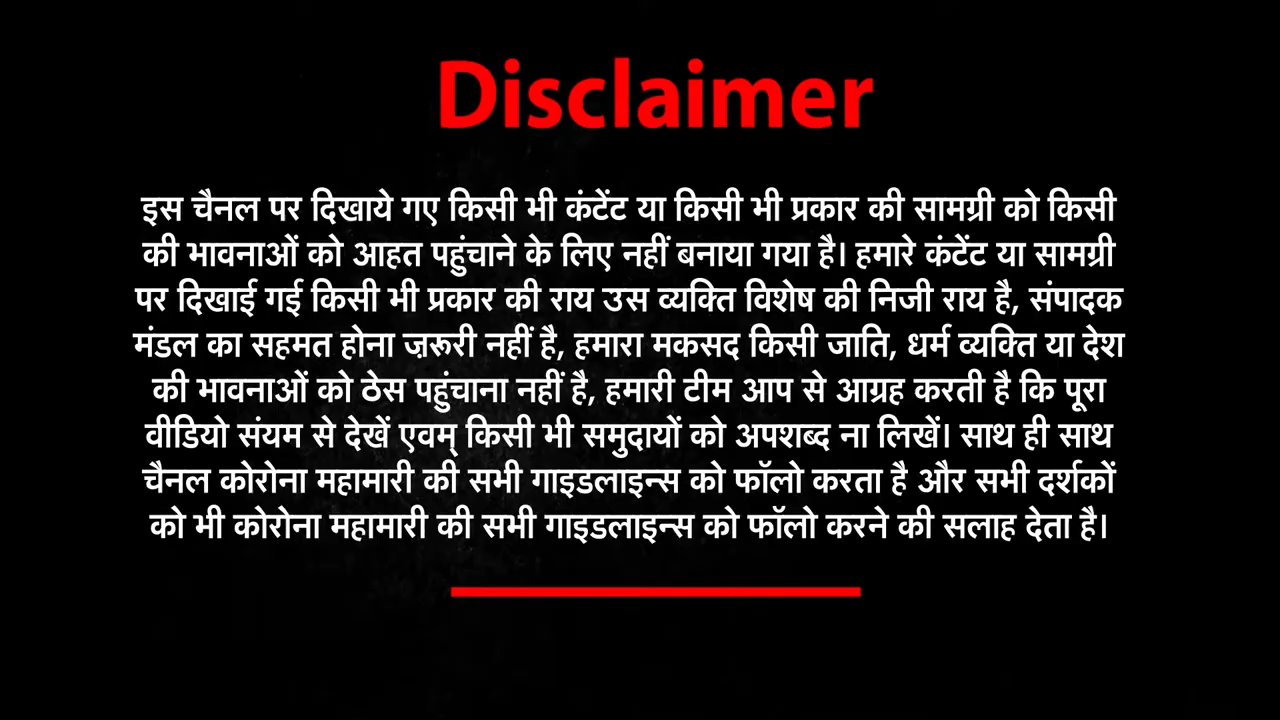 Disclaimer
इस चैनल पर दिखाये गए किसी भी कंटेंट या किसी भी प्रकार की सामग्री को किसी
की भावनाओं को आहत पहुंचाने के लिए नहीं बनाया गया है। हमारे कंटेंट या सामग्री
पर दिखाई गई किसी भी प्रकार की राय उस व्यक्ति विशेष की निजी राय है, संपादक
मंडल का सहमत होना ज़रूरी नहीं है, हमारा मकसद किसी जाति, धर्म व्यक्ति या देश
की भावनाओं को ठेस पहुंचाना नहीं है, हमारी टीम आप से आग्रह करती है कि पूरा
वीडियो संयम से देखें एवम् किसी भी समुदायों को अपशब्द ना लिखें। साथ ही साथ
चैनल कोरोना महामारी की सभी गाइडलाइन्स को फॉलो करता है और सभी दर्शकों
को भी कोरोना महामारी की सभी गाइडलाइन्स को फॉलो करने की सलाह देता है।